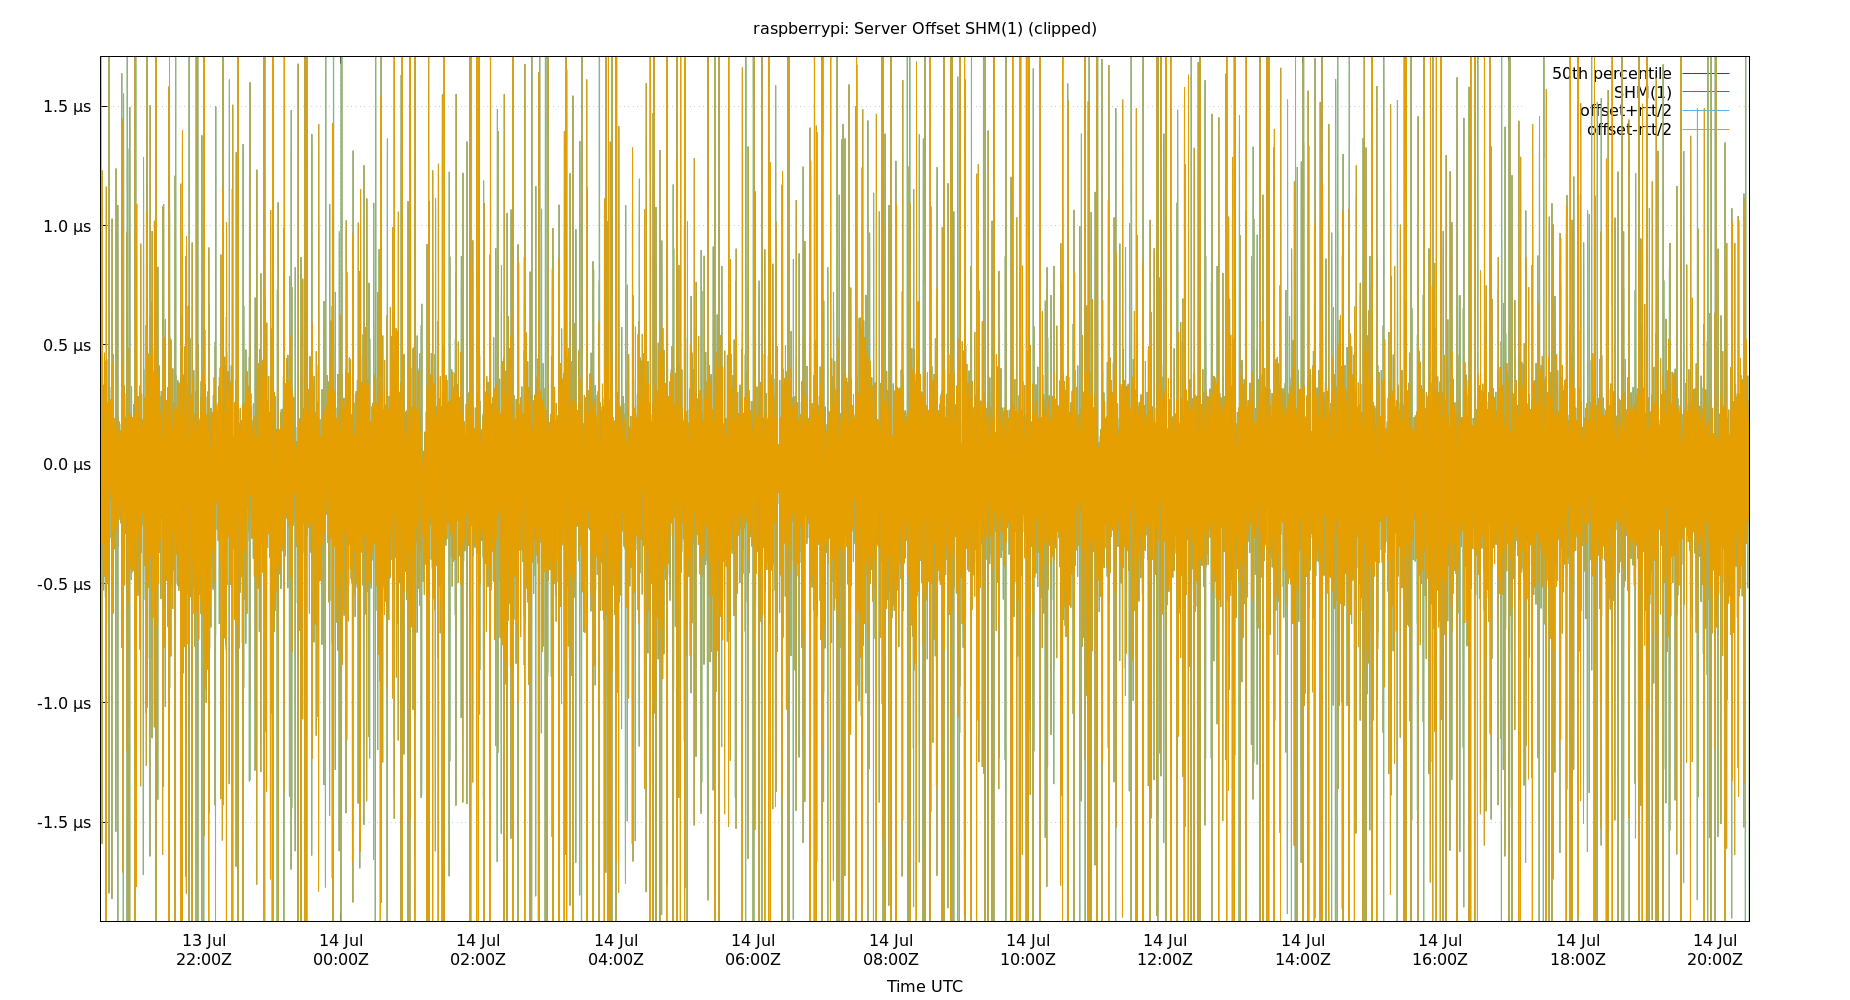 raspberrypi: Server Offset SHM(1) (clipped)
50th percentile
SHM(1)
offset+rtt/2
offset-rtt/2
1.5 µs
1.0 µs
0.5 µs
0.0 µs
-0.5 µs
-1.0 µs
-1.5 µs
13 Jul 14 Jul 14 Jul 14 Jul 14 Jul 14 Jul 14 Jul 14 Jul 14 Jul 14 Jul 14 Jul 14 Jul
22:00Z 00:00Z 02:00Z 04:00Z 06:00Z 08:00Z 10:00Z 12:00Z 14:00Z 16:00Z 18:00Z 20:00Z
Time UTC